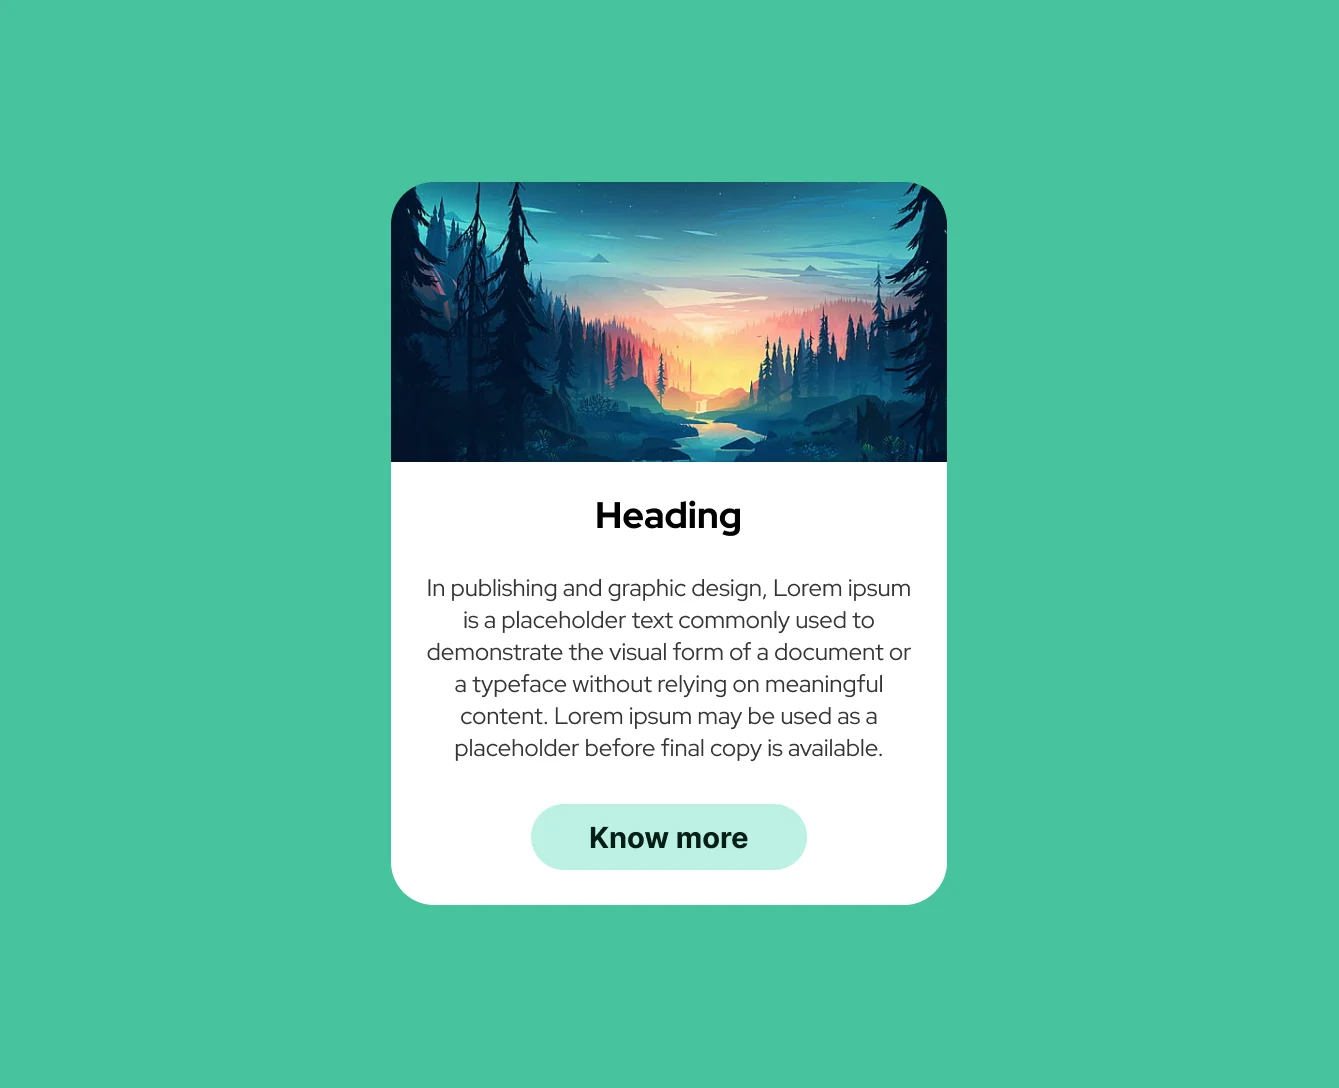 Heading
In publishing and graphic design, Lorem ipsum
is a placeholder text commonly used to
demonstrate the visual form of a document or
a typeface without relying on meaningful
content. Lorem ipsum may be used as a
placeholder before final copy is available.
Know more